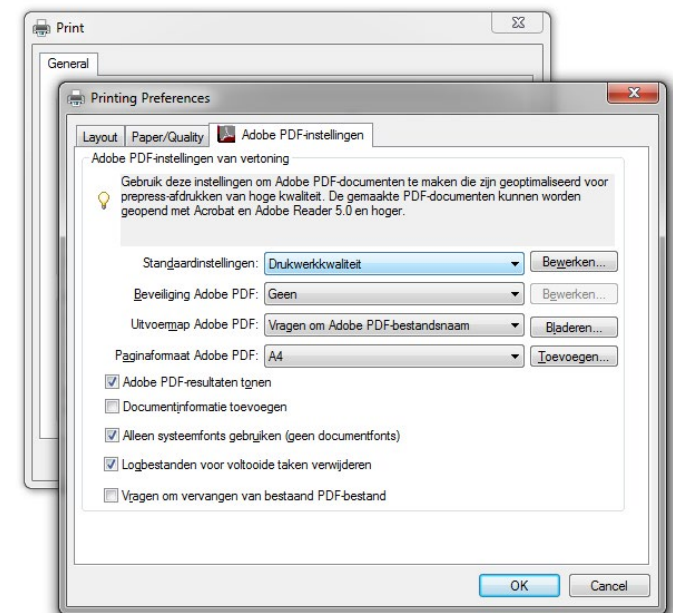 Print
General
Printing Preferences
Layout
Paper/Quality
Adobe PDF-instellingen
Adobe PDF-instellingen van vertoning
Gebruik deze instellingen om Adobe PDF-documenten te maken die zijn geoptimaliseerd voor
prepress-afdrukken van hoge kwaliteit. De gemaakte PDF-documenten kunnen worden
geopend met Acrobat en Adobe Reader 5.0 en hoger.
Standaardinstellingen: Drukwerkkwaliteit Bewerken...
Beveiliging Adobe PDF: Geen Bewerken...
Uitvoermap Adobe PDF: Vragen om Adobe PDF-bestandsnaam Bladeren...
Paginaformaat Adobe PDF: A4 Toevoegen...
Adobe PDF-resultaten tonen
Documentinformatie toevoegen
Alleen systeemfonts gebruiken (geen documentfonts)
Logbestanden voor voltooide taken verwijderen
Vragen om vervangen van bestaand PDF-bestand
OK Cancel